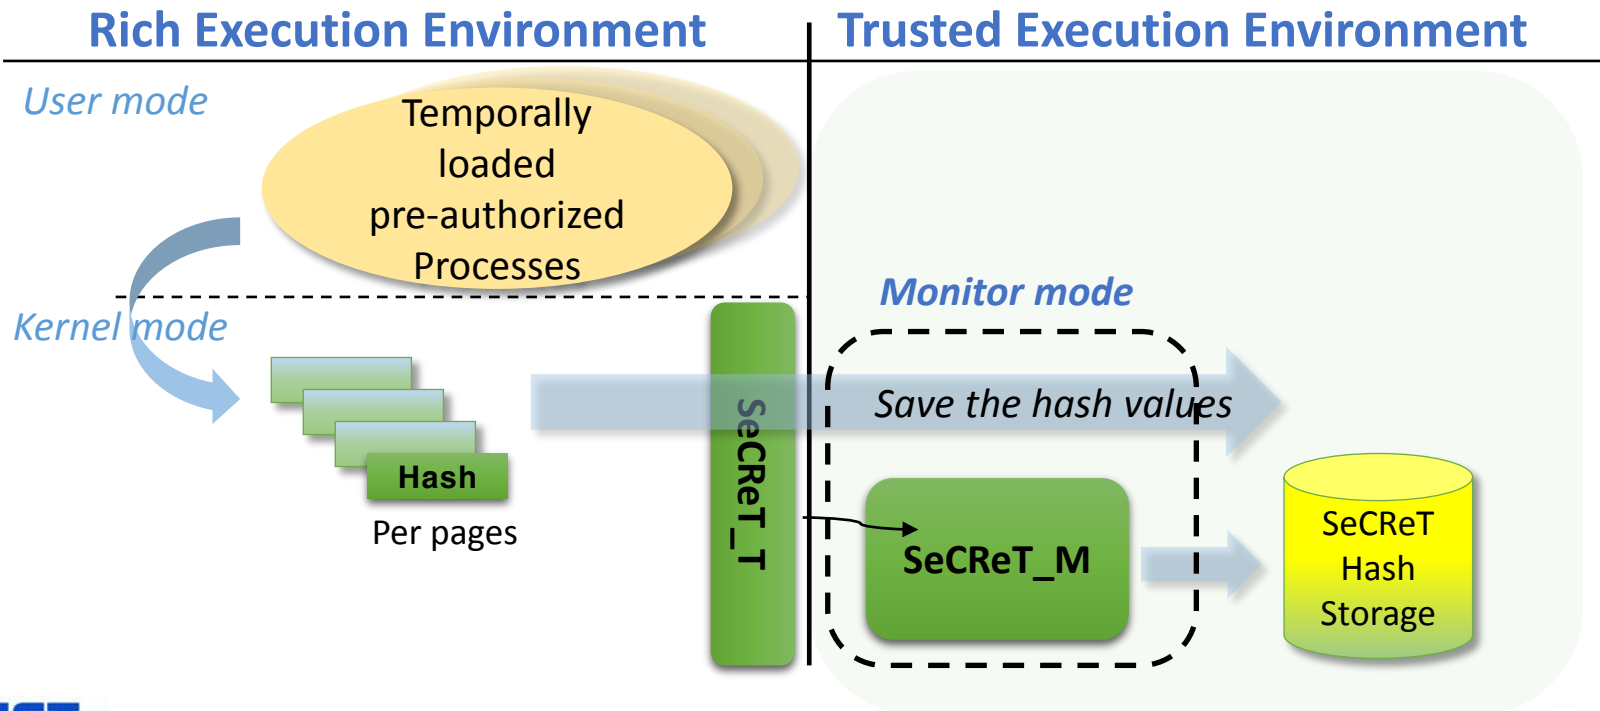 Rich Execution Environment
Trusted Execution Environment
User mode
Temporally
loaded
pre-authorized
Processes
Kernel mode
Monitor mode
Save the hash values
Hash
Per pages
SeCReT_T
SeCReT_M
SeCReT
Hash
Storage